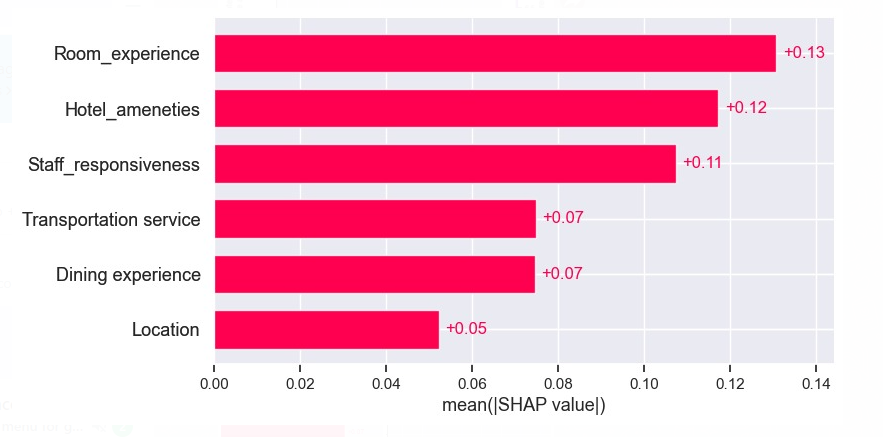 Room_experience +0.13
Hotel_ameneties +0.12
Staff_responsiveness +0.11
Transportation service +0.07
Dining experience +0.07
Location +0.05
0.00 0.02 0.04 0.06 0.08 0.10 0.12 0.14
mean(|SHAP value|)